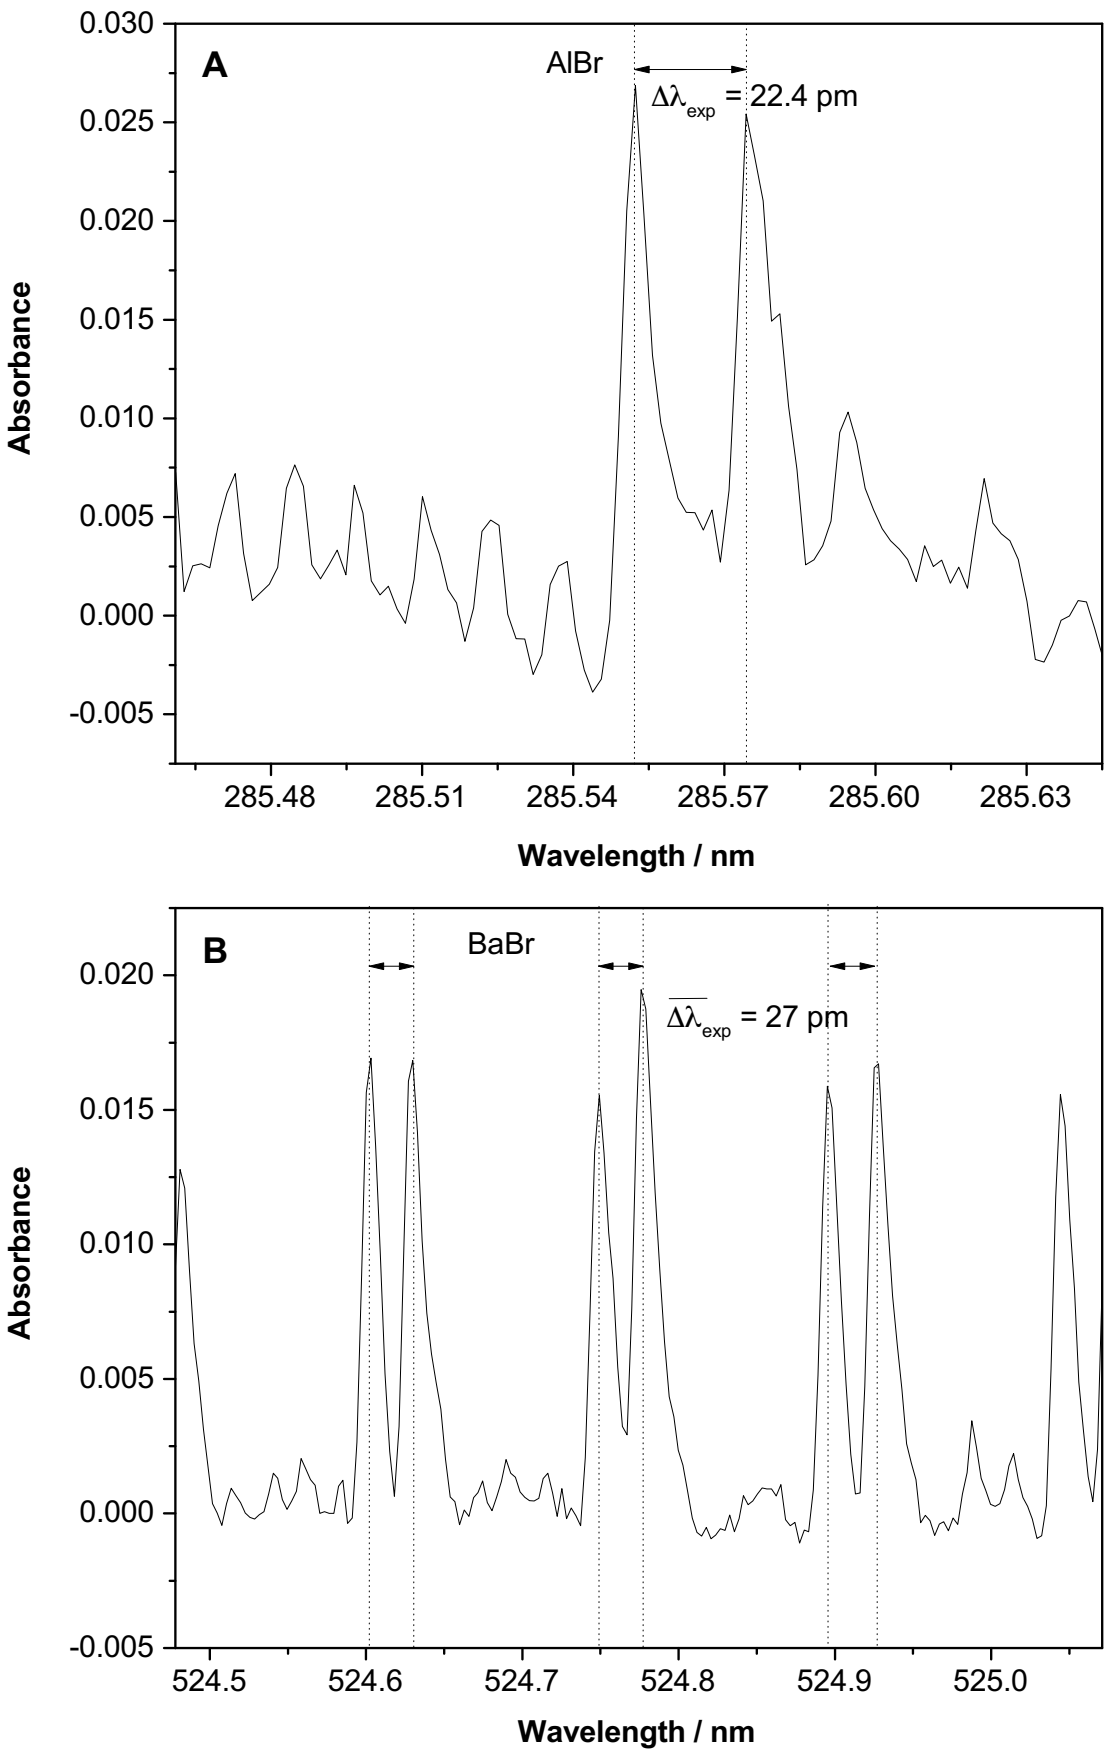 0.030
A
AlBr
Δλexp = 22.4 pm
0.025
0.020
0.015
0.010
0.005
0.000
-0.005
Absorbance
285.48 285.51 285.54 285.57 285.60 285.63
Wavelength / nm
B
BaBr
0.020
Δλexp = 27 pm
0.015
0.010
0.005
0.000
-0.005
Absorbance
524.5 524.6 524.7 524.8 524.9 525.0
Wavelength / nm